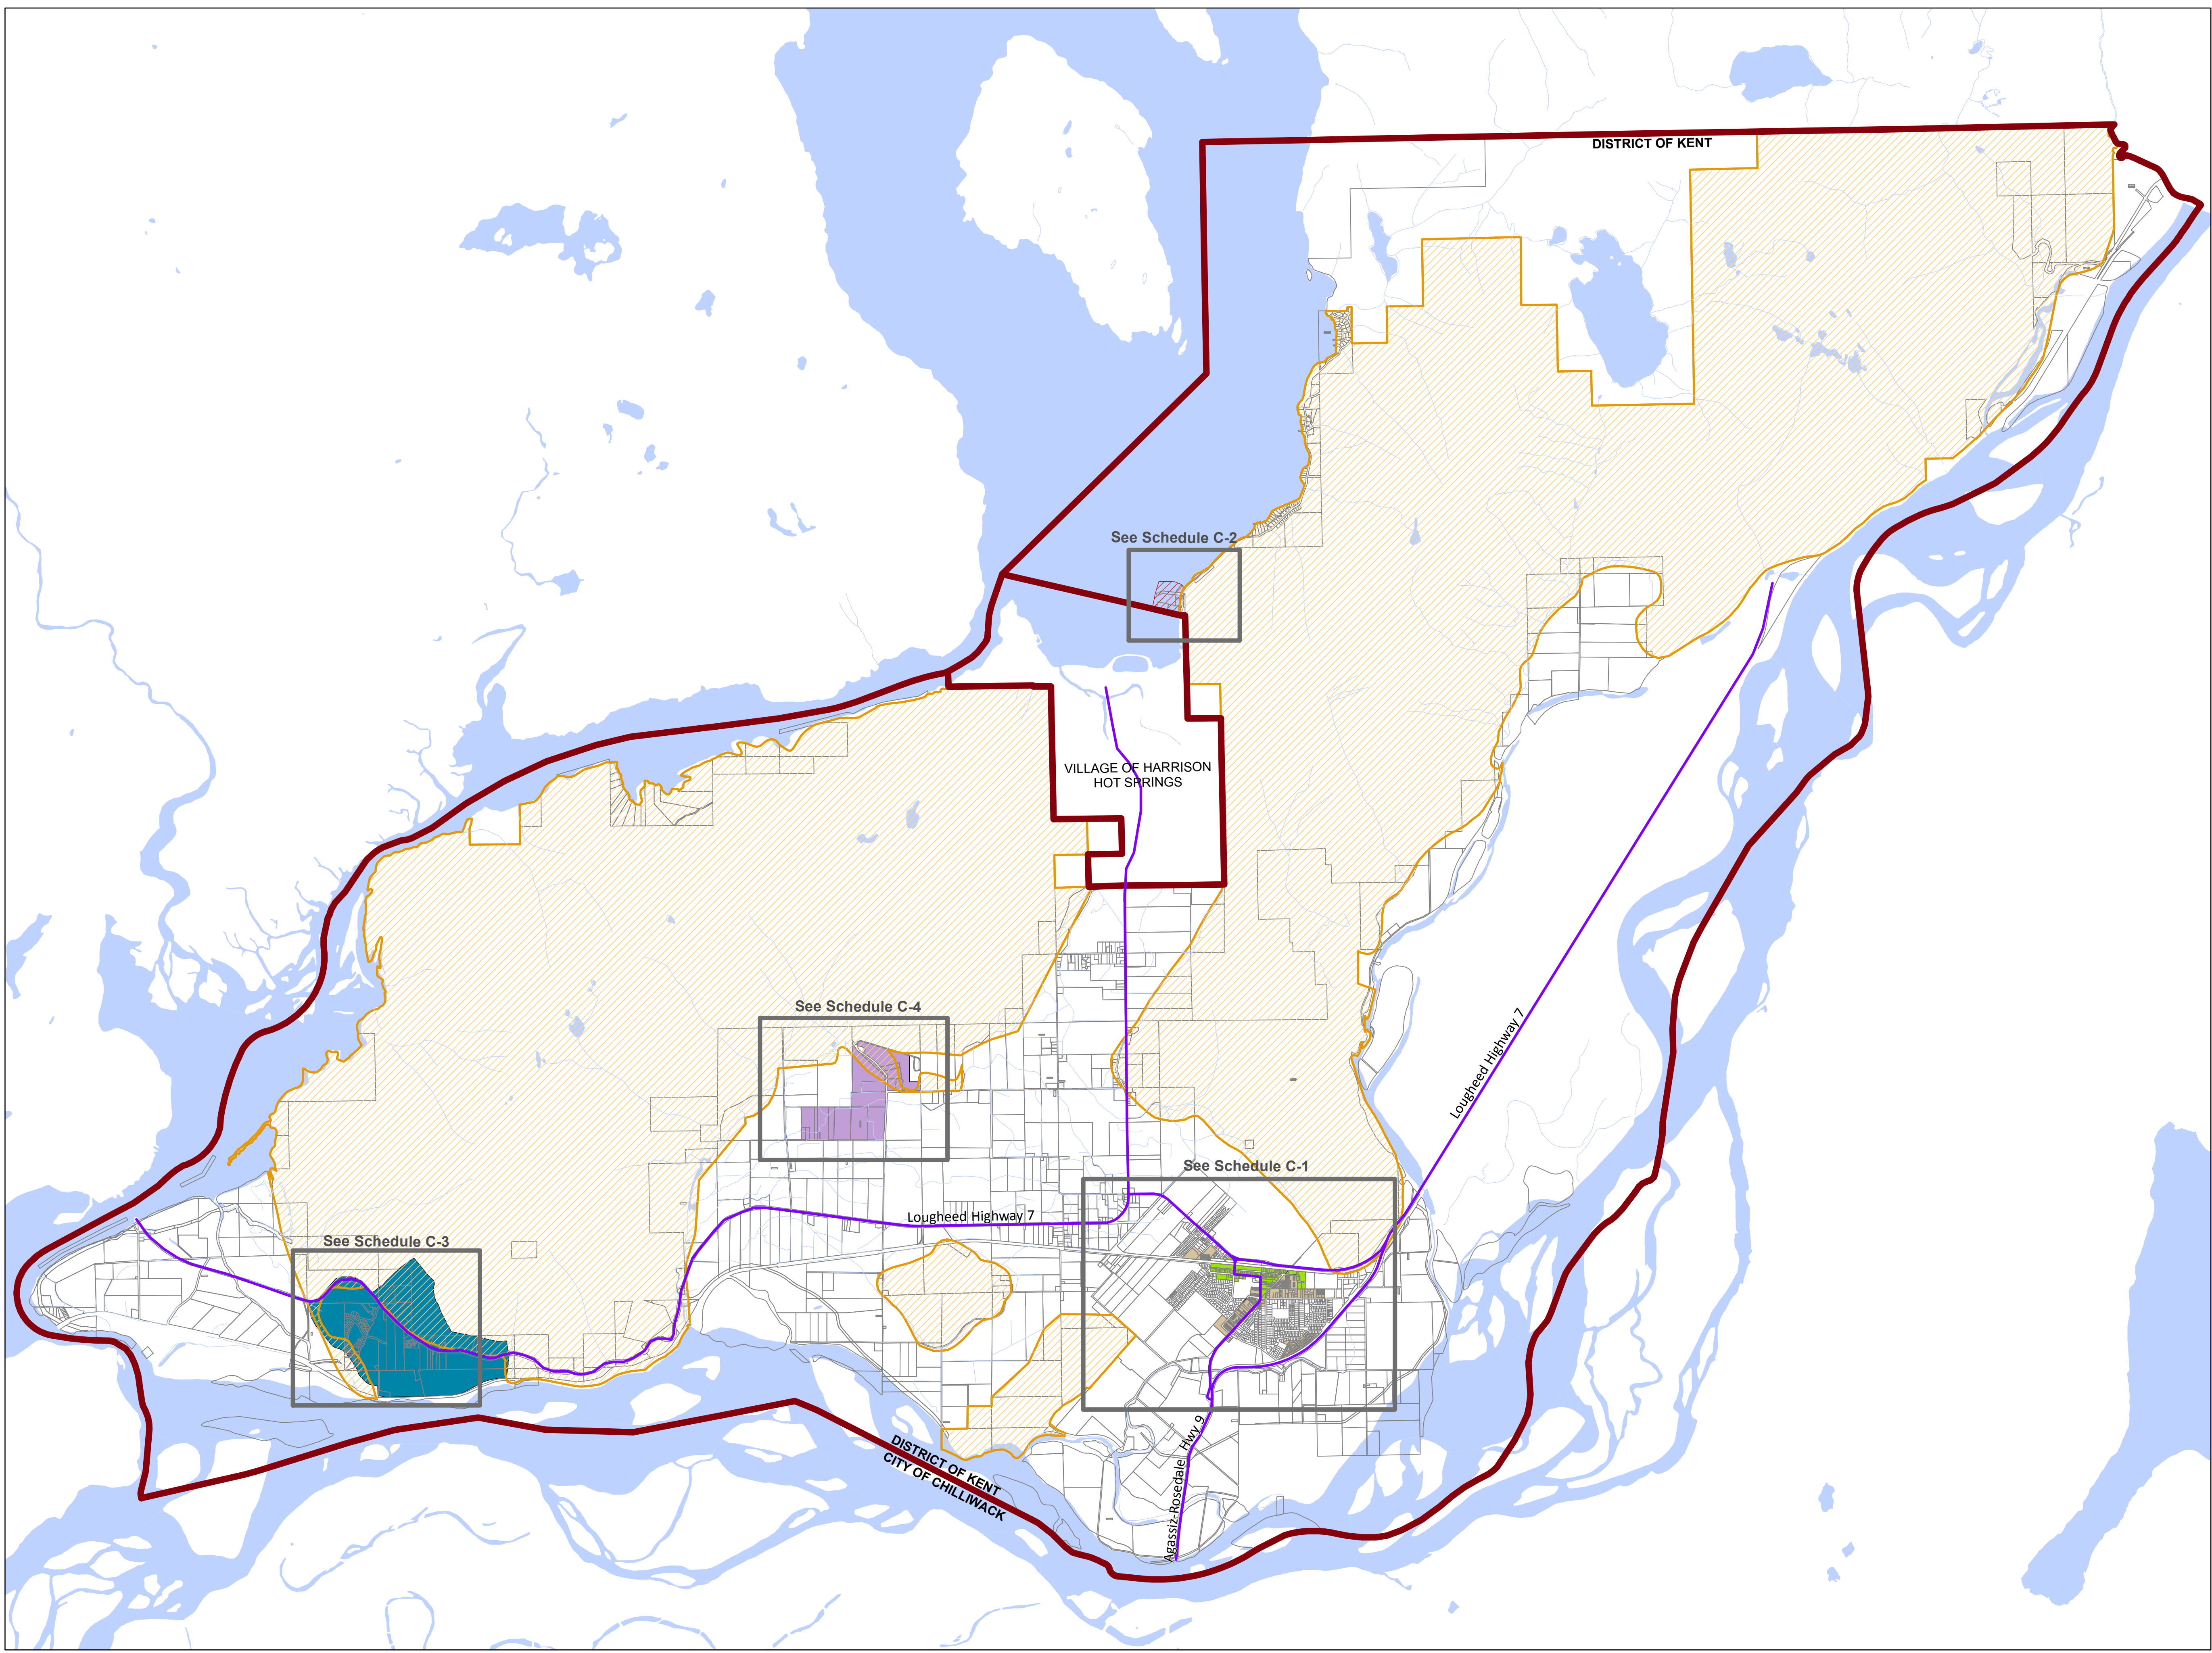 DISTRICT OF KENT
See Schedule C-2
VILLAGE OF HARRISON
HOT SPRINGS
See Schedule C-4
Lougheed Highway 7
See Schedule C-1
Lougheed Highway 7
See Schedule C-3
DISTRICT OF KENT
CITY OF CHILLIWACK
Agassiz-Rosedale Hwy 9